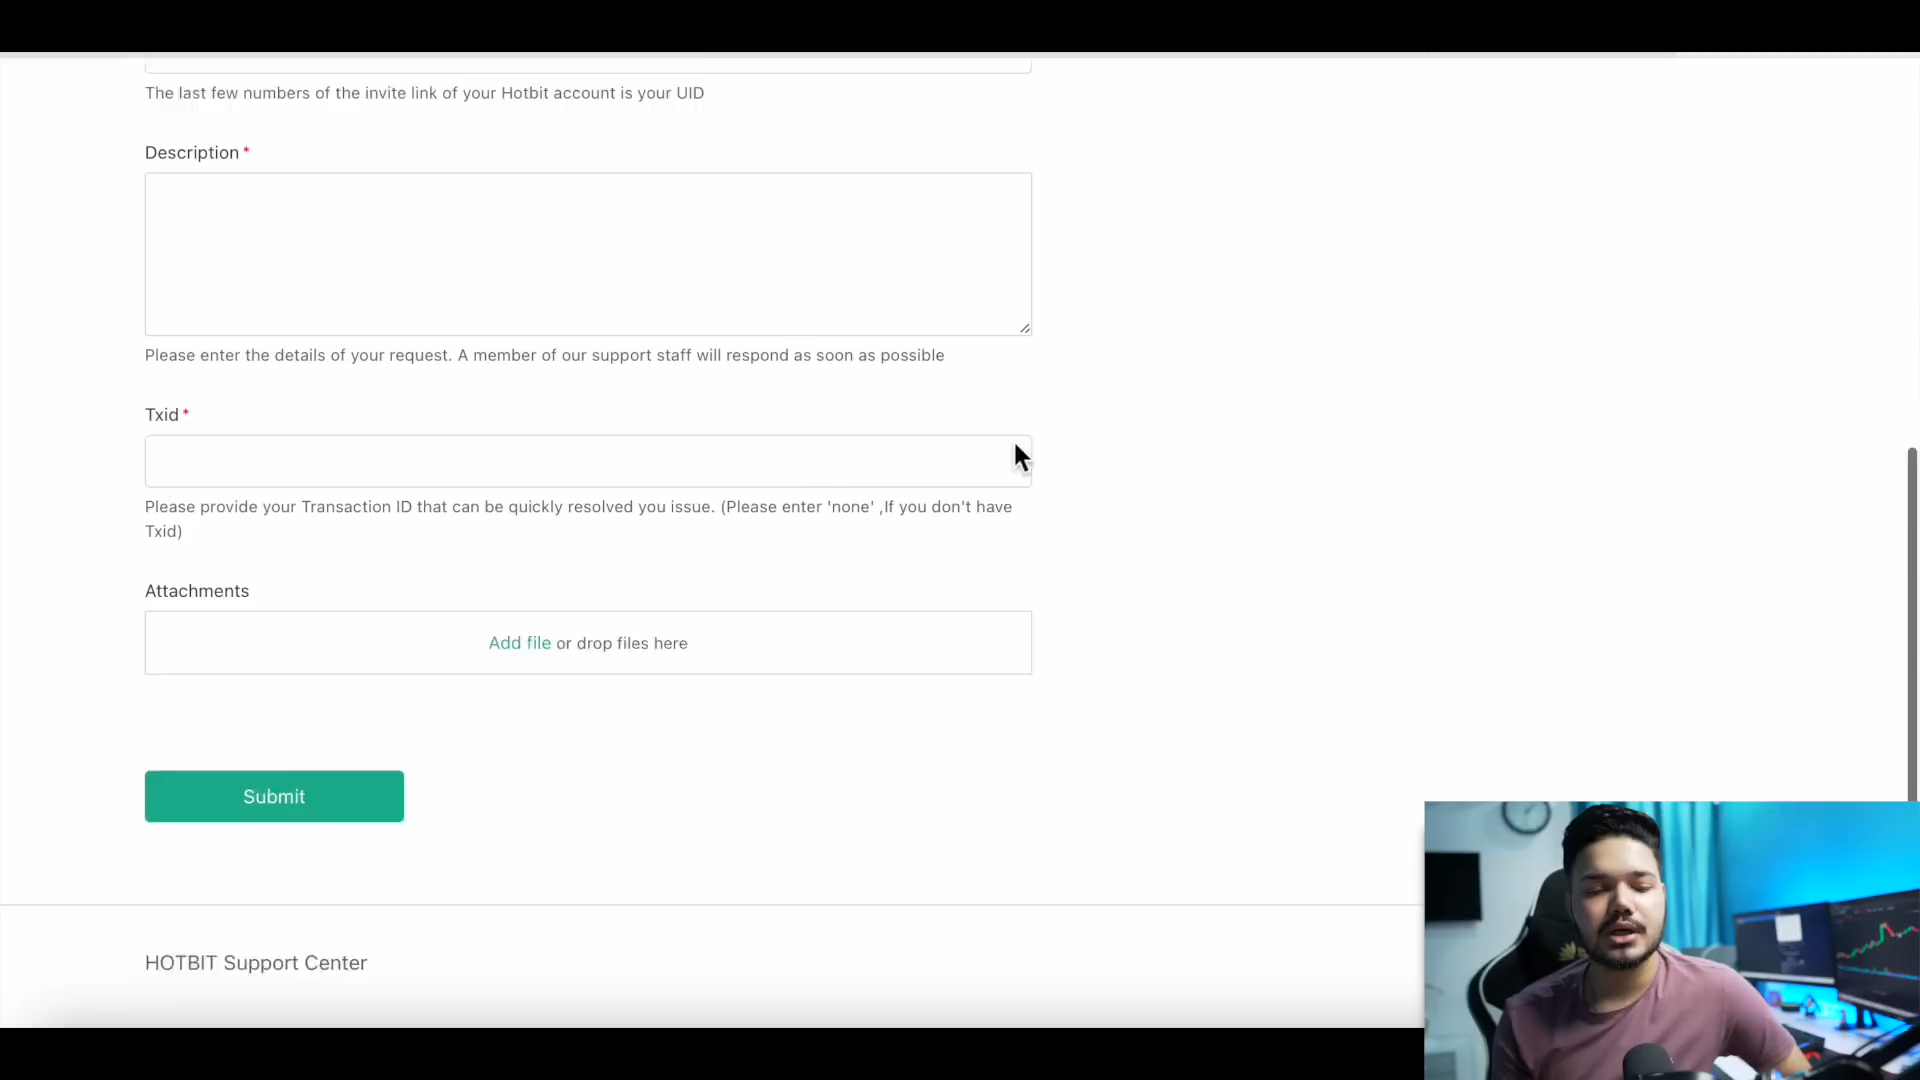 The last few numbers of the invite link of your Hotbit account is your UID
Description *
Please enter the details of your request. A member of our support staff will respond as soon as possible
Txid *
Please provide your Transaction ID that can be quickly resolved you issue. (Please enter 'none' ,If you don't have
Txid)
Attachments
Add file or drop files here
Submit
HOTBIT Support Center